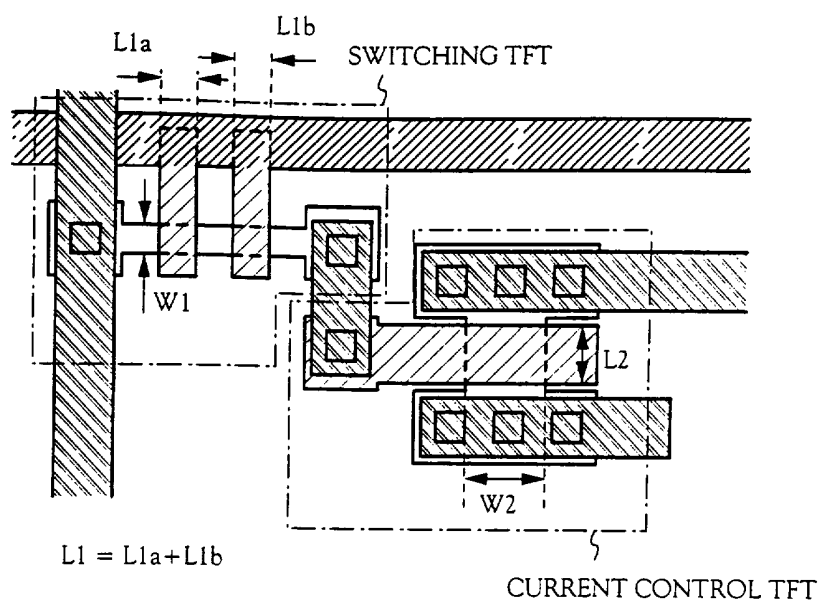 L1a
L1b
SWITCHING TFT
W1
L2
W2
L1 = L1a+L1b
CURRENT CONTROL TFT